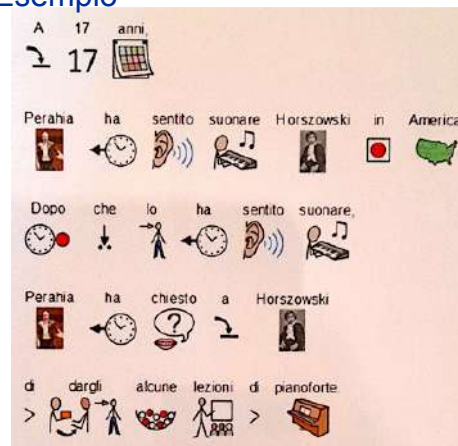 Esempio
A 17 anni,
17
Perahia ha sentito suonare Horszowski in America
Dopo che lo ha sentito suonare,
Perahia ha chiesto a Horszowski
?
di dargli alcune lezioni di pianoforte.
> >